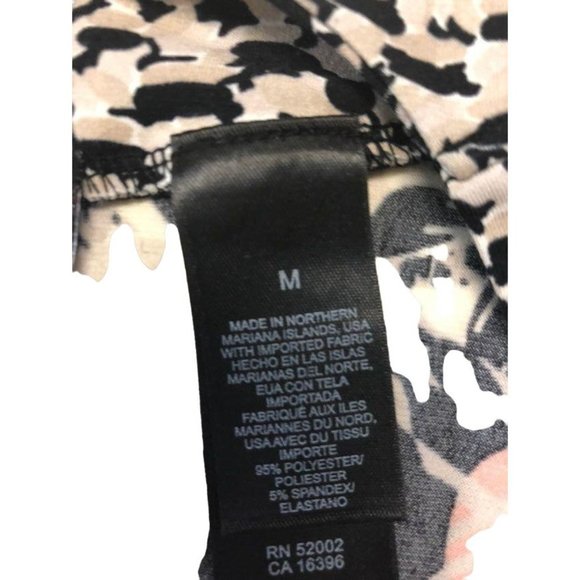 M
MADE IN NORTHERN
MARIANA ISLANDS, USA
WITH IMPORTED FABRIC
HECHO EN LAS ISLAS
MARIANAS DEL NORTE,
EUA CON TELA
IMPORTADA
FABRIQUÉ AUX ILES
MARIANNES DU NORD,
USA AVEC DU TISSU
IMPORTE
95% POLYESTER/
POLIESTER
5% SPANDEX/
ELASTANO
RN 52002
CA 16396